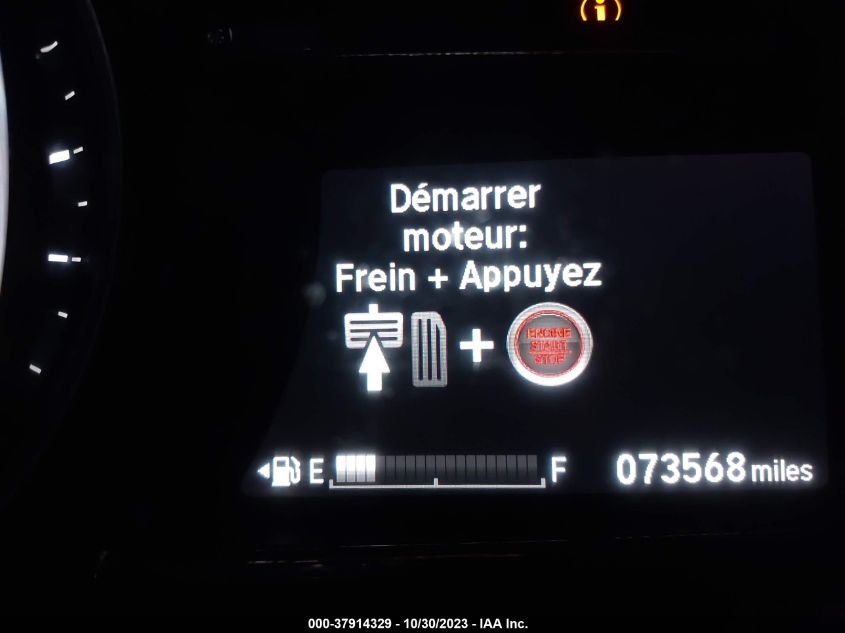 Démarrer
moteur:
Frein + Appuyez
ENGINE
START
STOP
E F 073568 miles
000-37914329 - 10/30/2023 - IAA Inc.